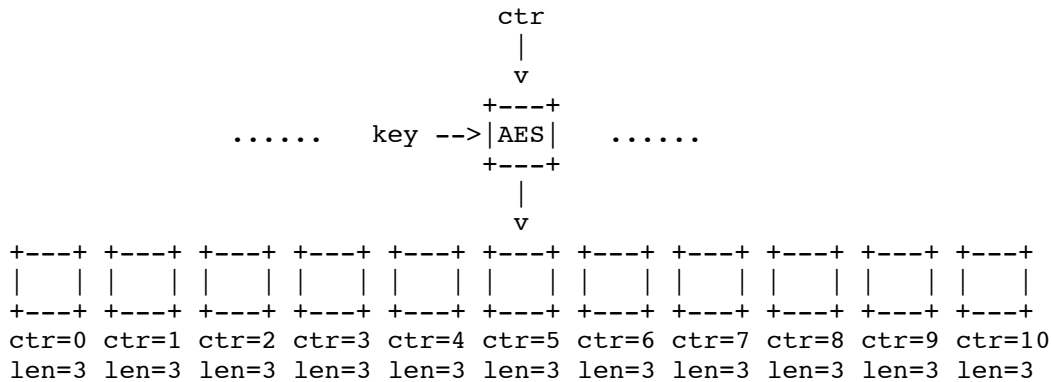 ctr
|
v
+---+
...... key -->|AES| ......
+---+
|
v
+---+ +---+ +---+ +---+ +---+ +---+ +---+ +---+ +---+ +---+ +---+
| | | | | | | | | | | | | | | | | | | | | |
+---+ +---+ +---+ +---+ +---+ +---+ +---+ +---+ +---+ +---+ +---+
ctr=0 ctr=1 ctr=2 ctr=3 ctr=4 ctr=5 ctr=6 ctr=7 ctr=8 ctr=9 ctr=10
len=3 len=3 len=3 len=3 len=3 len=3 len=3 len=3 len=3 len=3 len=3